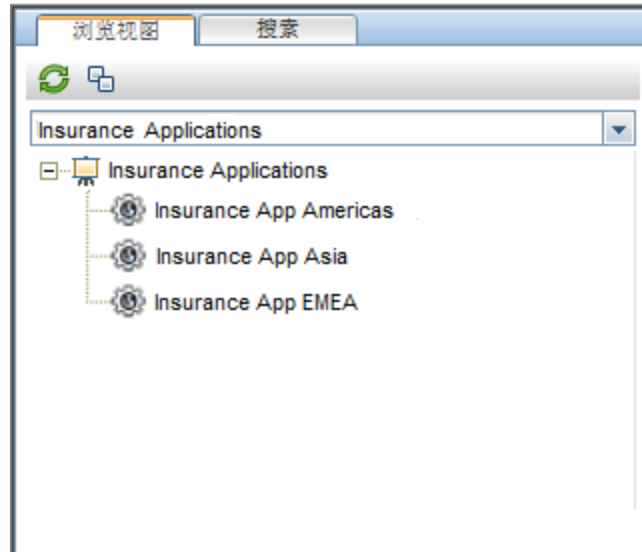 浏览视图 搜索
Insurance Applications
Insurance Applications
Insurance App Americas
Insurance App Asia
Insurance App EMEA